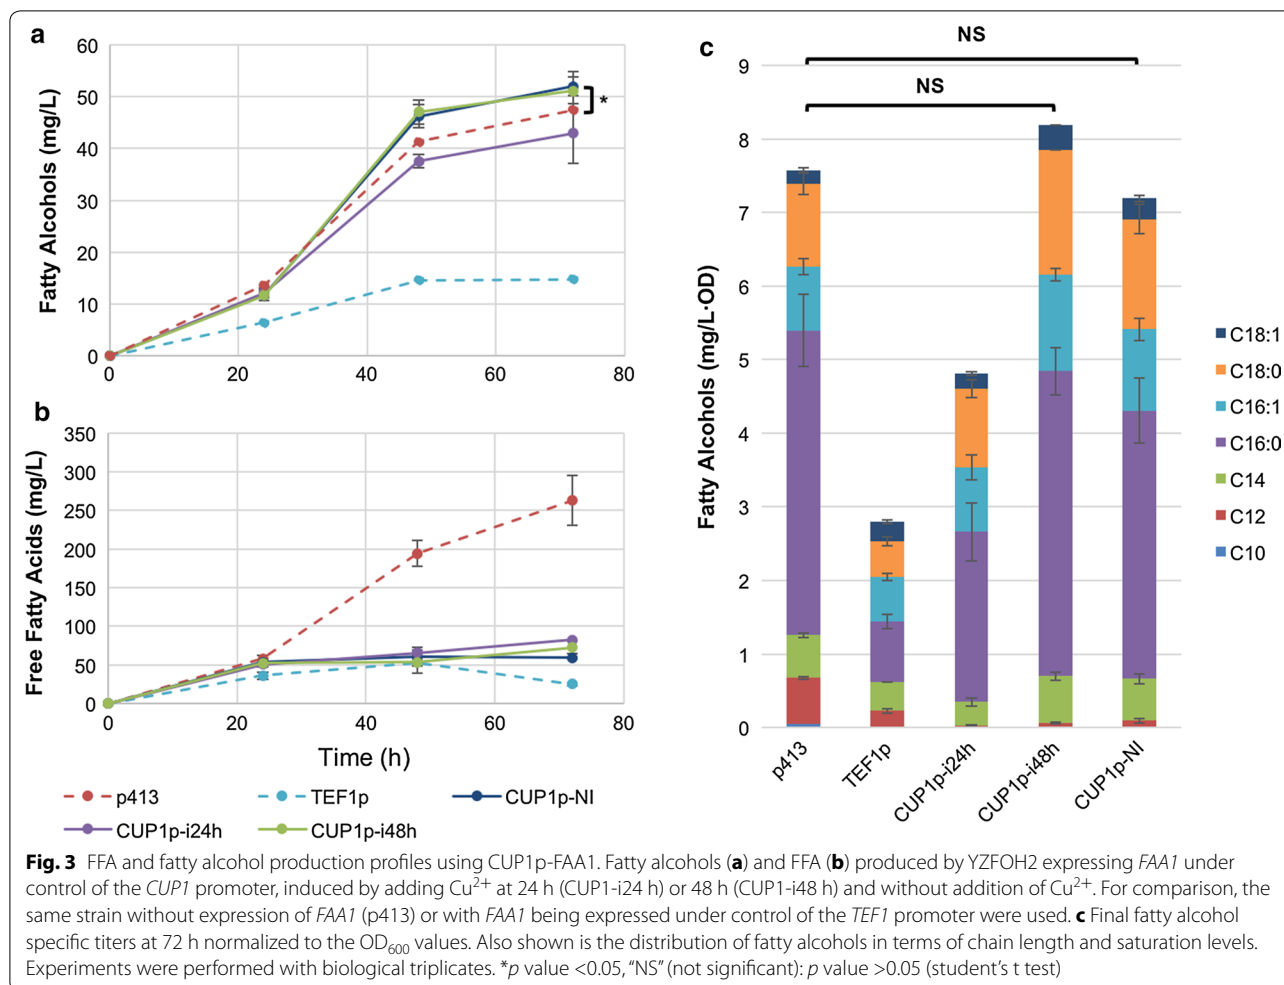 a
Fatty Alcohols (mg/L)
60
50
40
30
20
10
0
*
0 20 40 60 80
b
Free Fatty Acids (mg/L)
350
300
250
200
150
100
50
0
0 20 40 60 80
Time (h)
p413 TEF1p CUP1p-NI
CUP1p-i24h CUP1p-i48h
c
NS
NS
Fatty Alcohols (mg/L·OD)
9
8
7
6
5
4
3
2
1
0
p413
TEF1p
CUP1p-i24h
CUP1p-i48h
CUP1p-NI
C18:1
C18:0
C16:1
C16:0
C14
C12
C10
Fig. 3 FFA and fatty alcohol production profiles using CUP1p-FAA1. Fatty alcohols (a) and FFA (b) produced by YZFOH2 expressing FAA1 under
control of the CUP1 promoter, induced by adding Cu²⁺ at 24 h (CUP1-i24 h) or 48 h (CUP1-i48 h) and without addition of Cu²⁺. For comparison, the
same strain without expression of FAA1 (p413) or with FAA1 being expressed under control of the TEF1 promoter were used. c Final fatty alcohol
specific titers at 72 h normalized to the OD₆₀₀ values. Also shown is the distribution of fatty alcohols in terms of chain length and saturation levels.
Experiments were performed with biological triplicates. *p value <0.05, “NS” (not significant): p value >0.05 (student’s t test)